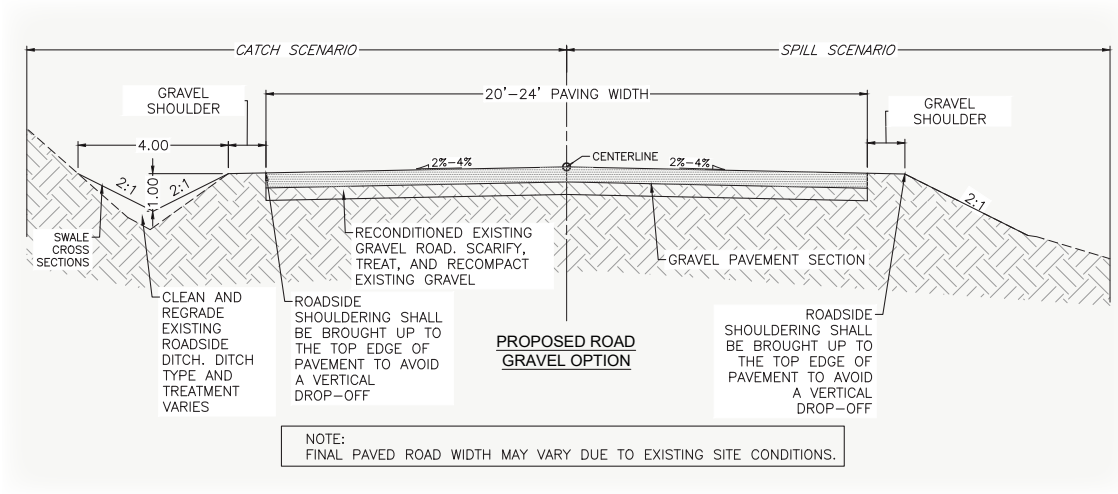 CATCH SCENARIO
SPILL SCENARIO
GRAVEL
SHOULDER
20'-24' PAVING WIDTH
GRAVEL
SHOULDER
4.00
2%-4%
CENTERLINE
2%-4%
2:1
1.00
2:1
2:1
SWALE
CROSS
SECTIONS
RECONDITIONED EXISTING
GRAVEL ROAD. SCARIFY,
TREAT, AND RECOMPACT
EXISTING GRAVEL
GRAVEL PAVEMENT SECTION
CLEAN AND
REGRADE
EXISTING
ROADSIDE
DITCH. DITCH
TYPE AND
TREATMENT
VARIES
ROADSIDE
SHOULDERING SHALL
BE BROUGHT UP TO
THE TOP EDGE OF
PAVEMENT TO AVOID
A VERTICAL
DROP-OFF
PROPOSED ROAD
GRAVEL OPTION
ROADSIDE
SHOULDERING SHALL
BE BROUGHT UP TO
THE TOP EDGE OF
PAVEMENT TO AVOID
A VERTICAL
DROP-OFF
NOTE:
FINAL PAVED ROAD WIDTH MAY VARY DUE TO EXISTING SITE CONDITIONS.